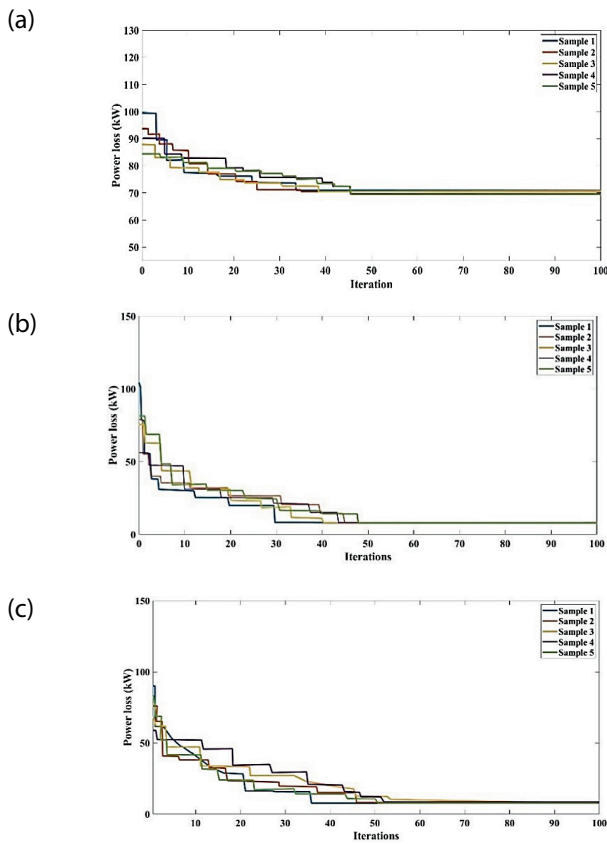 (a)
130
120
110
100
90
80
70
60
50
Power loss (kW)
0 10 20 30 40 50 60 70 80 90 100
Iteration
Sample 1
Sample 2
Sample 3
Sample 4
Sample 5
(b)
150
100
50
0
Power loss (kW)
0 10 20 30 40 50 60 70 80 90 100
Iterations
Sample 1
Sample 2
Sample 3
Sample 4
Sample 5
(c)
150
100
50
0
Power loss (kW)
10 20 30 40 50 60 70 80 90 100
Iterations
Sample 1
Sample 2
Sample 3
Sample 4
Sample 5